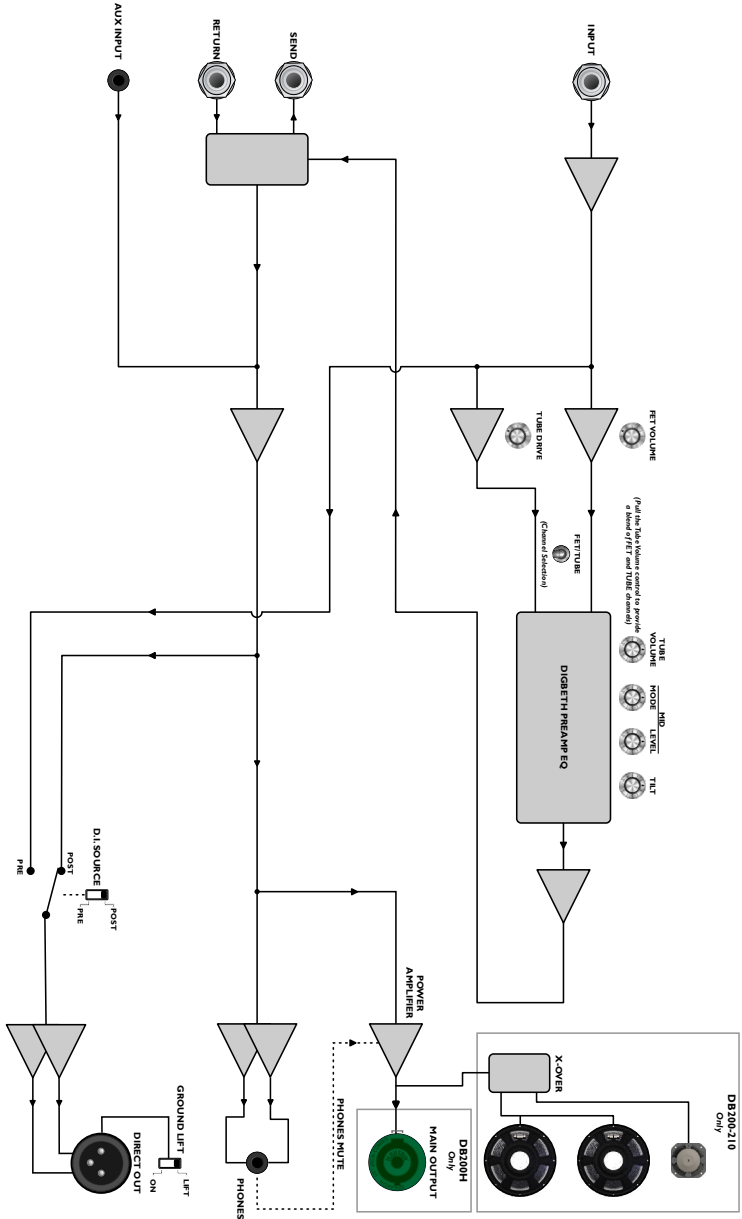 INPUT
FET VOLUME
TUBE DRIVE
FET/TUBE
(Channel Selection)
(Pull the Tube Volume control to provide
a blend of FET and TUBE channels)
TUBE
VOLUME
MID
MODE
LEVEL
TILT
DIGBETH PREAMP EQ
SEND
RETURN
AUX INPUT
POWER
AMPLIFIER
X-OVER
DB200-210
Only
DB200H
Only
MAIN OUTPUT
PHONES MUTE
PHONES
D.I. SOURCE
POST
PRE
POST
PRE
GROUND LIFT
LIFT
ON
DIRECT OUT